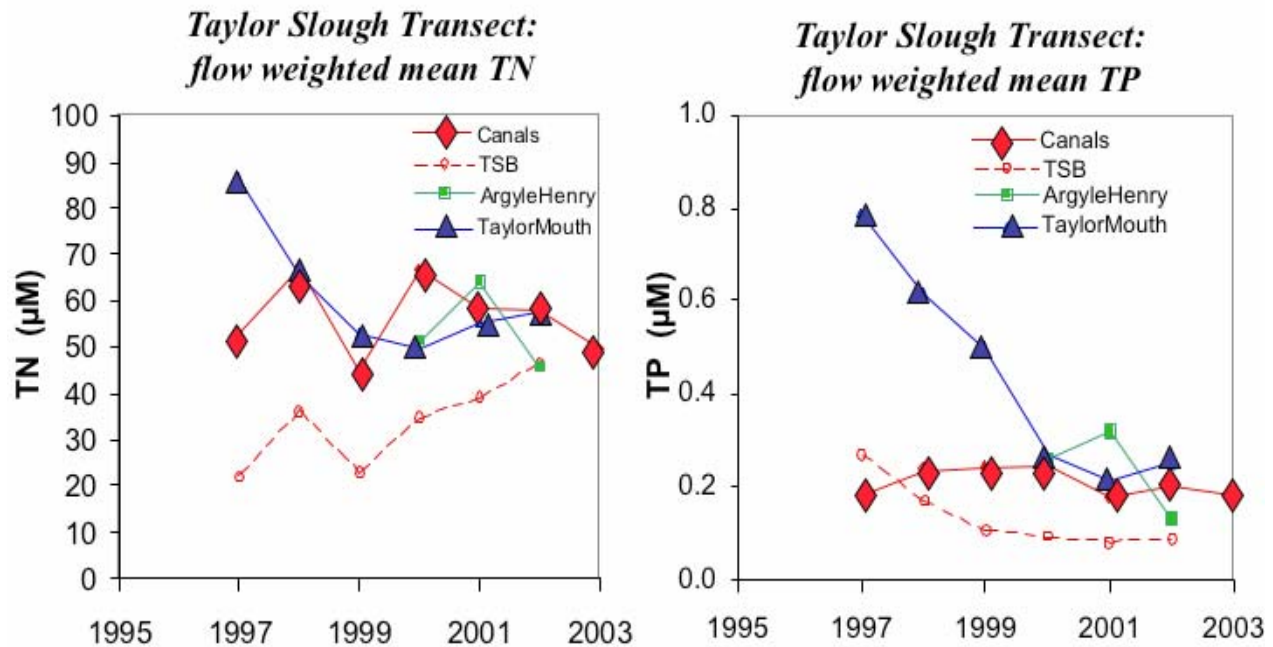 Taylor Slough Transect:
flow weighted mean TN
100
90
80
70
60
50
40
30
20
10
0
TN (µM)
Canals
TSB
ArgyleHenry
TaylorMouth
1995 1997 1999 2001 2003
Taylor Slough Transect:
flow weighted mean TP
1.0
0.8
0.6
0.4
0.2
0.0
TP (µM)
Canals
TSB
ArgyleHenry
TaylorMouth
1995 1997 1999 2001 2003